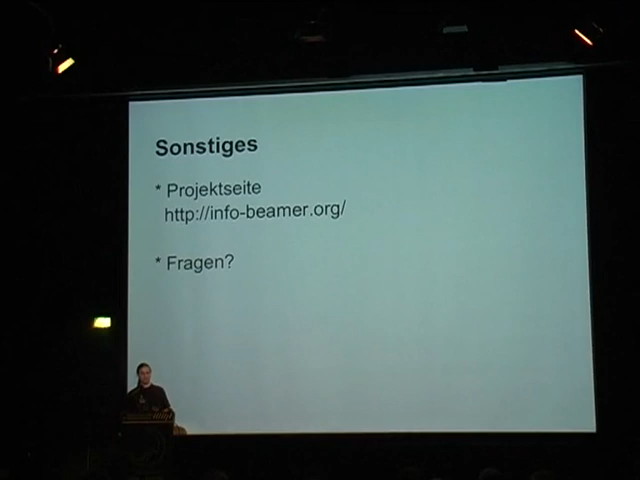 Sonstiges
* Projektseite
http://info-beamer.org/
* Fragen?